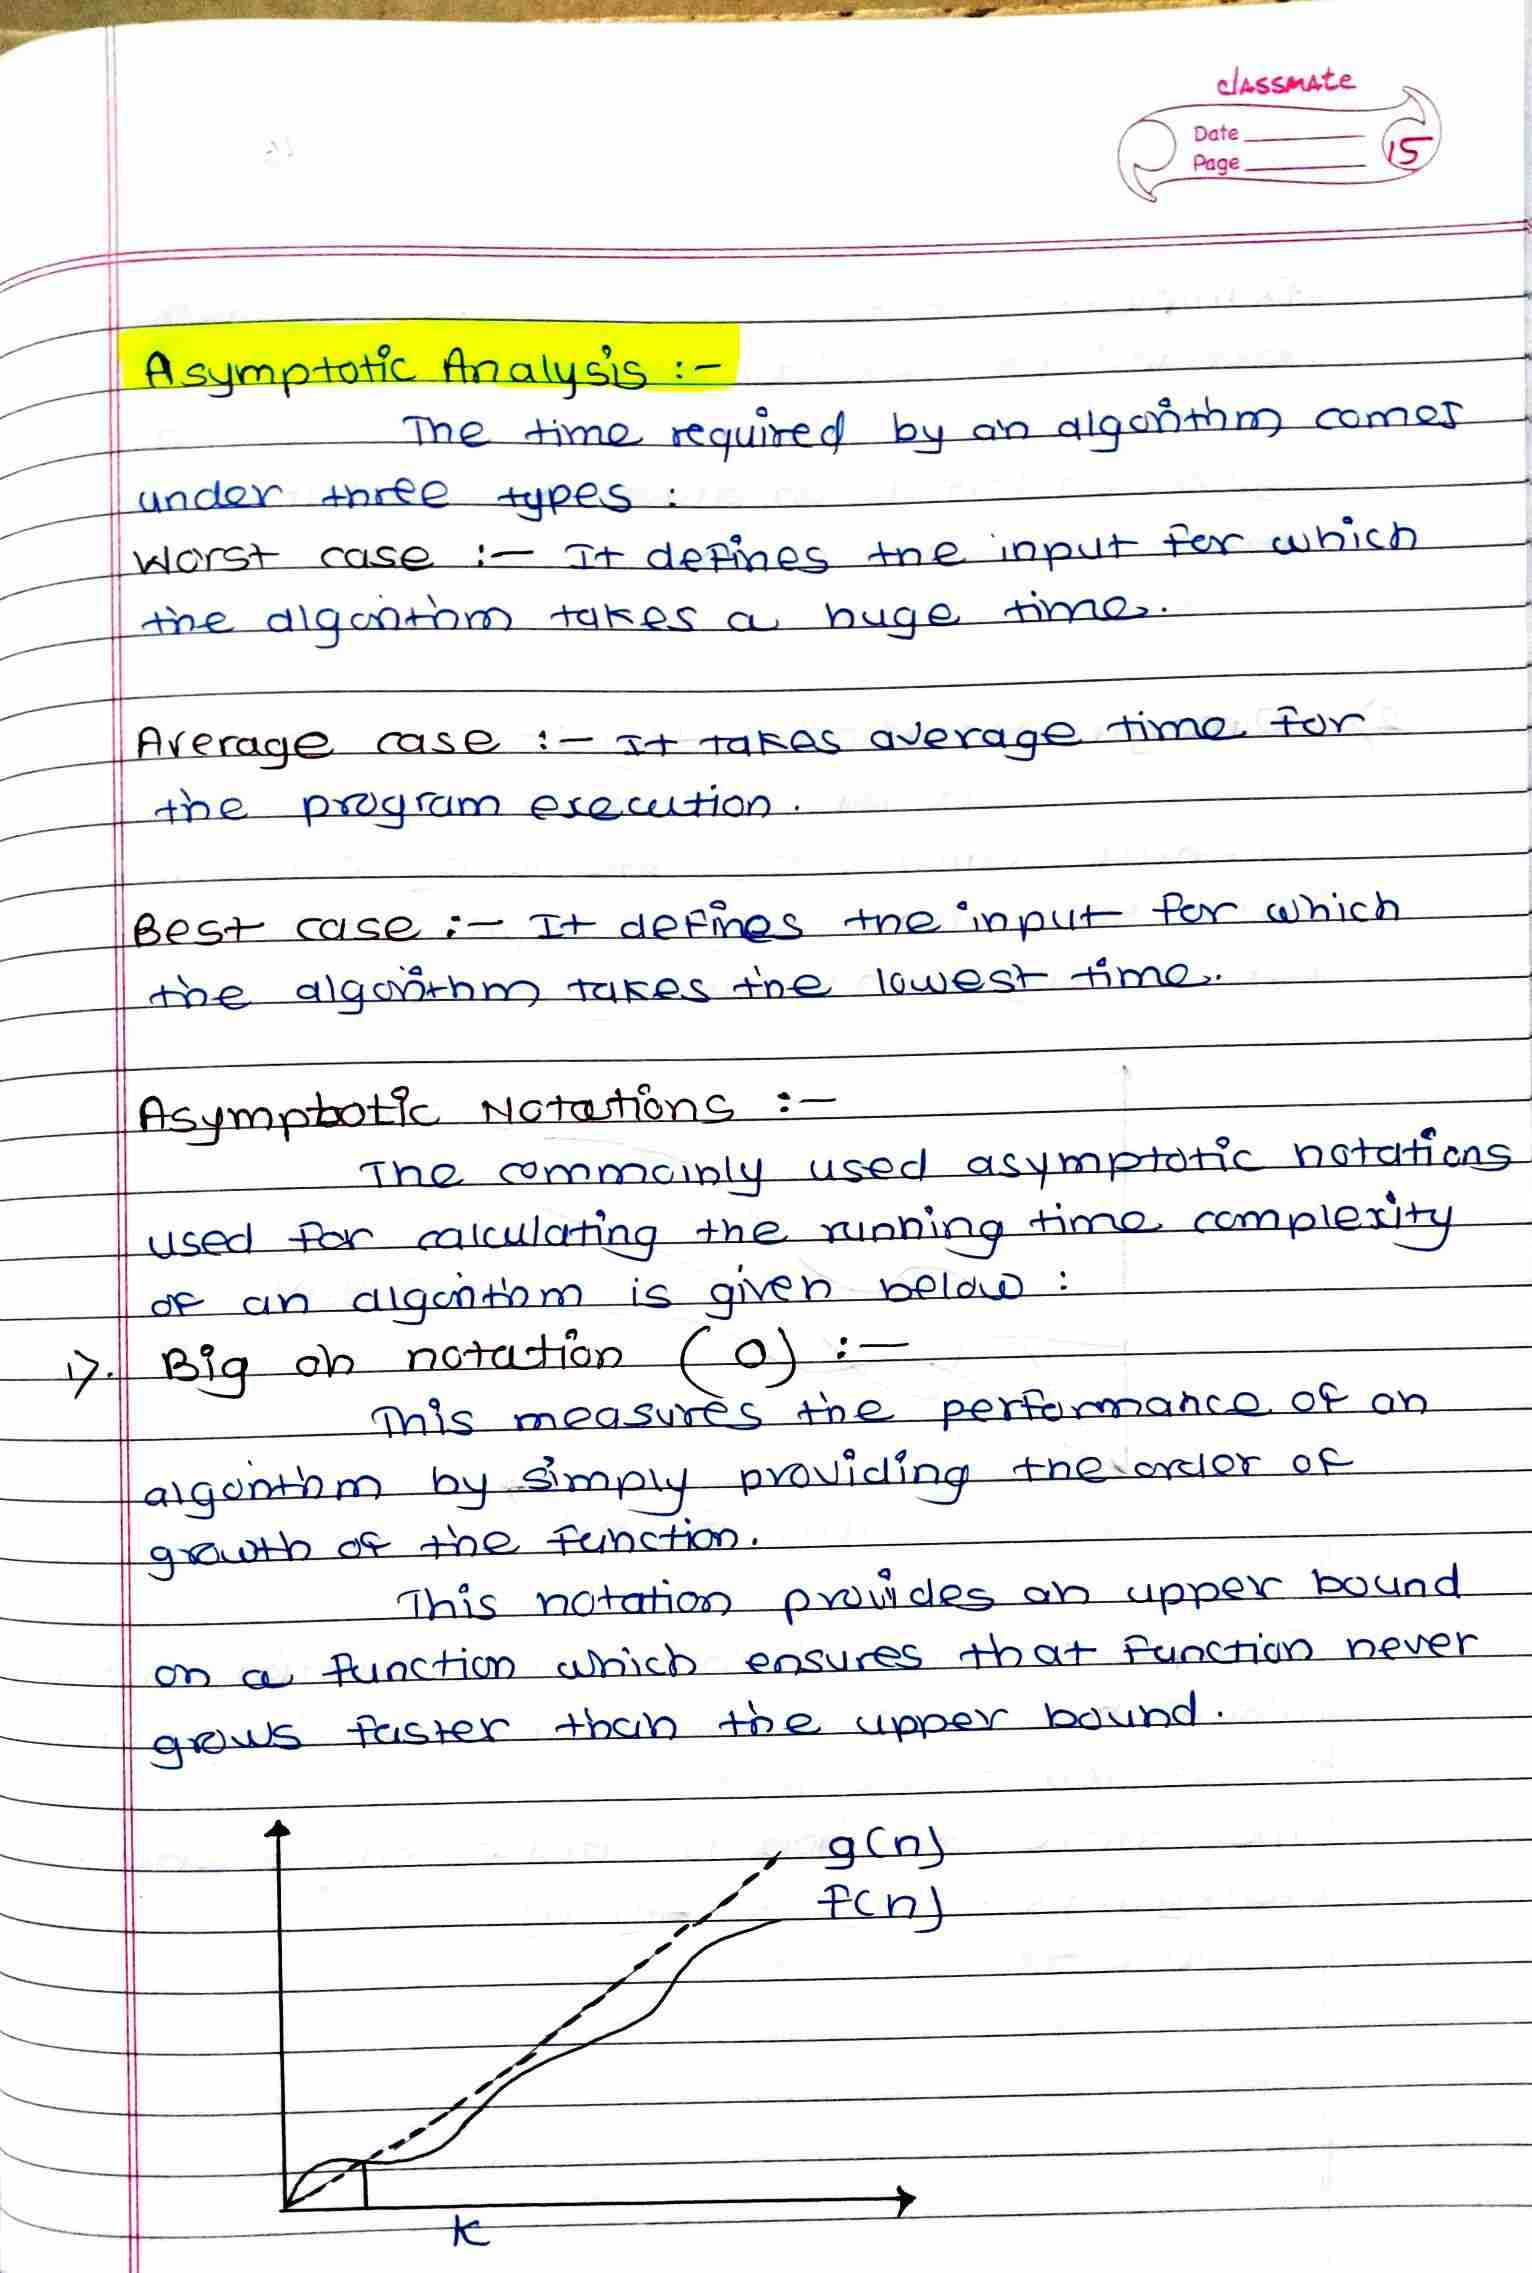 classmate
Date
Page
15
Asymptotic Analysis :-
The time required by an algorithm comes
under three types :
Worst case :- It defines the input for which
the algorithm takes a huge time.
Average case :- It takes average time for
the program execution.
Best case :- It defines the input for which
the algorithm takes the lowest time.
Asymptotic Notations :-
The commonly used asymptotic notations
used for calculating the running time complexity
of an algorithm is given below :
1). Big oh notation (O) :-
This measures the performance of an
algorithm by simply providing the order of
growth of the function.
This notation provides an upper bound
on a function which ensures that function never
grows faster than the upper bound.
g(n)
f(n)
k